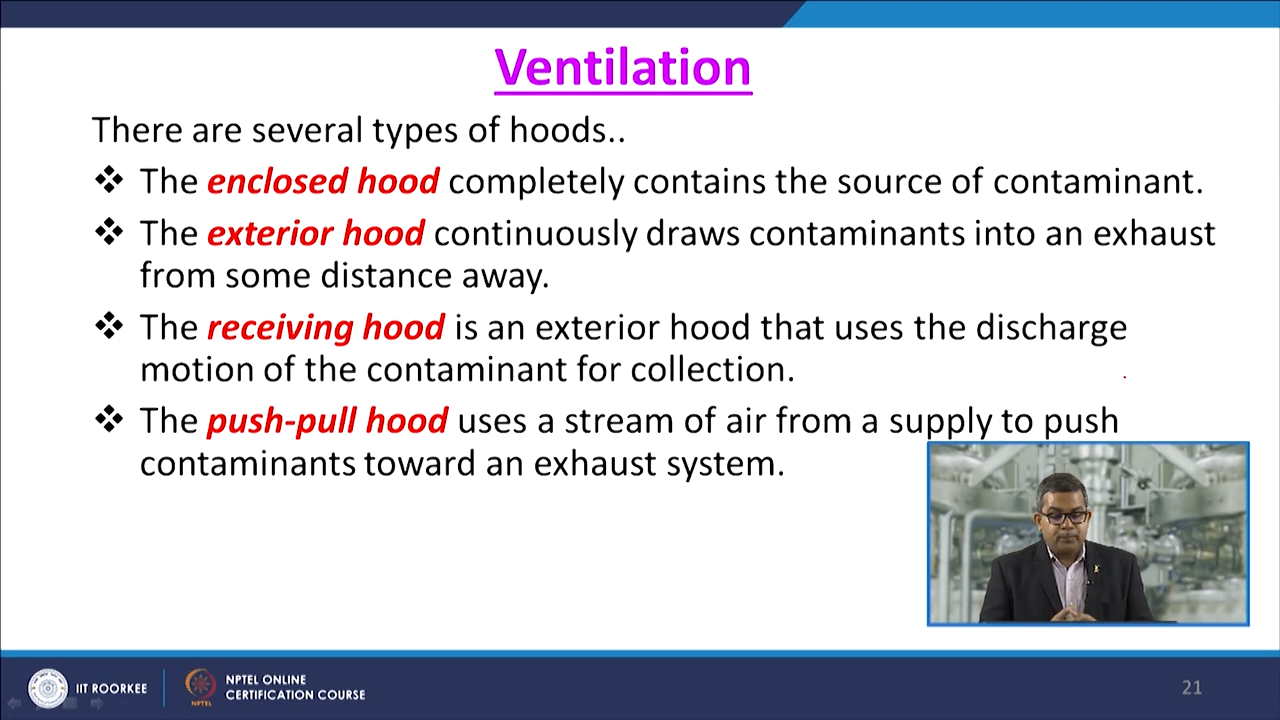 Ventilation
There are several types of hoods..
❖ The enclosed hood completely contains the source of contaminant.
❖ The exterior hood continuously draws contaminants into an exhaust
from some distance away.
❖ The receiving hood is an exterior hood that uses the discharge
motion of the contaminant for collection.
❖ The push-pull hood uses a stream of air from a supply to push
contaminants toward an exhaust system.
IIT ROORKEE
NPTEL
NPTEL ONLINE
CERTIFICATION COURSE
21